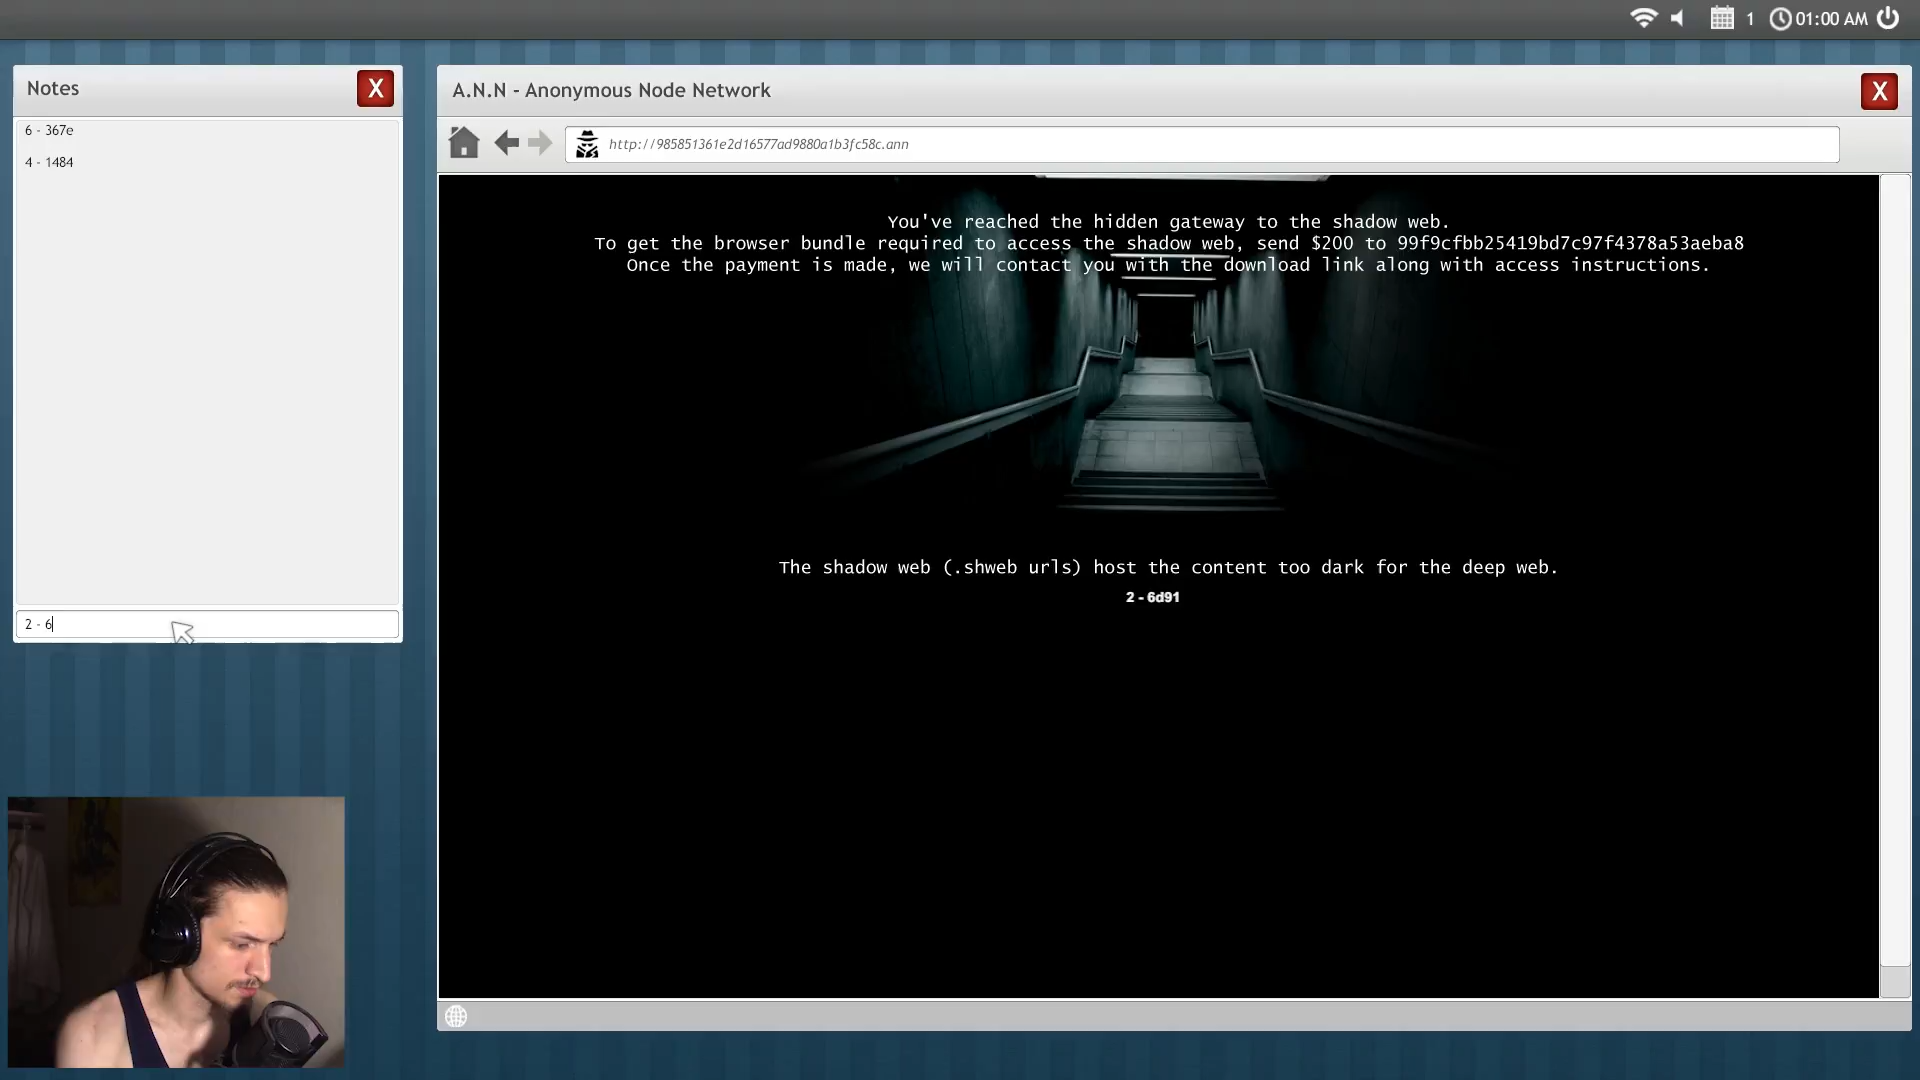 1
01:00 AM
Notes
X
6 - 367e
4 - 1484
2 - 6
A.N.N - Anonymous Node Network
X
http://985851361e2d16577ad9880a1b3fc58c.ann
You've reached the hidden gateway to the shadow web.
To get the browser bundle required to access the shadow web, send $200 to 99f9cfbb25419bd7c97f4378a53aeba8
Once the payment is made, we will contact you with the download link along with access instructions.
The shadow web (.shweb urls) host the content too dark for the deep web.
2 - 6d91